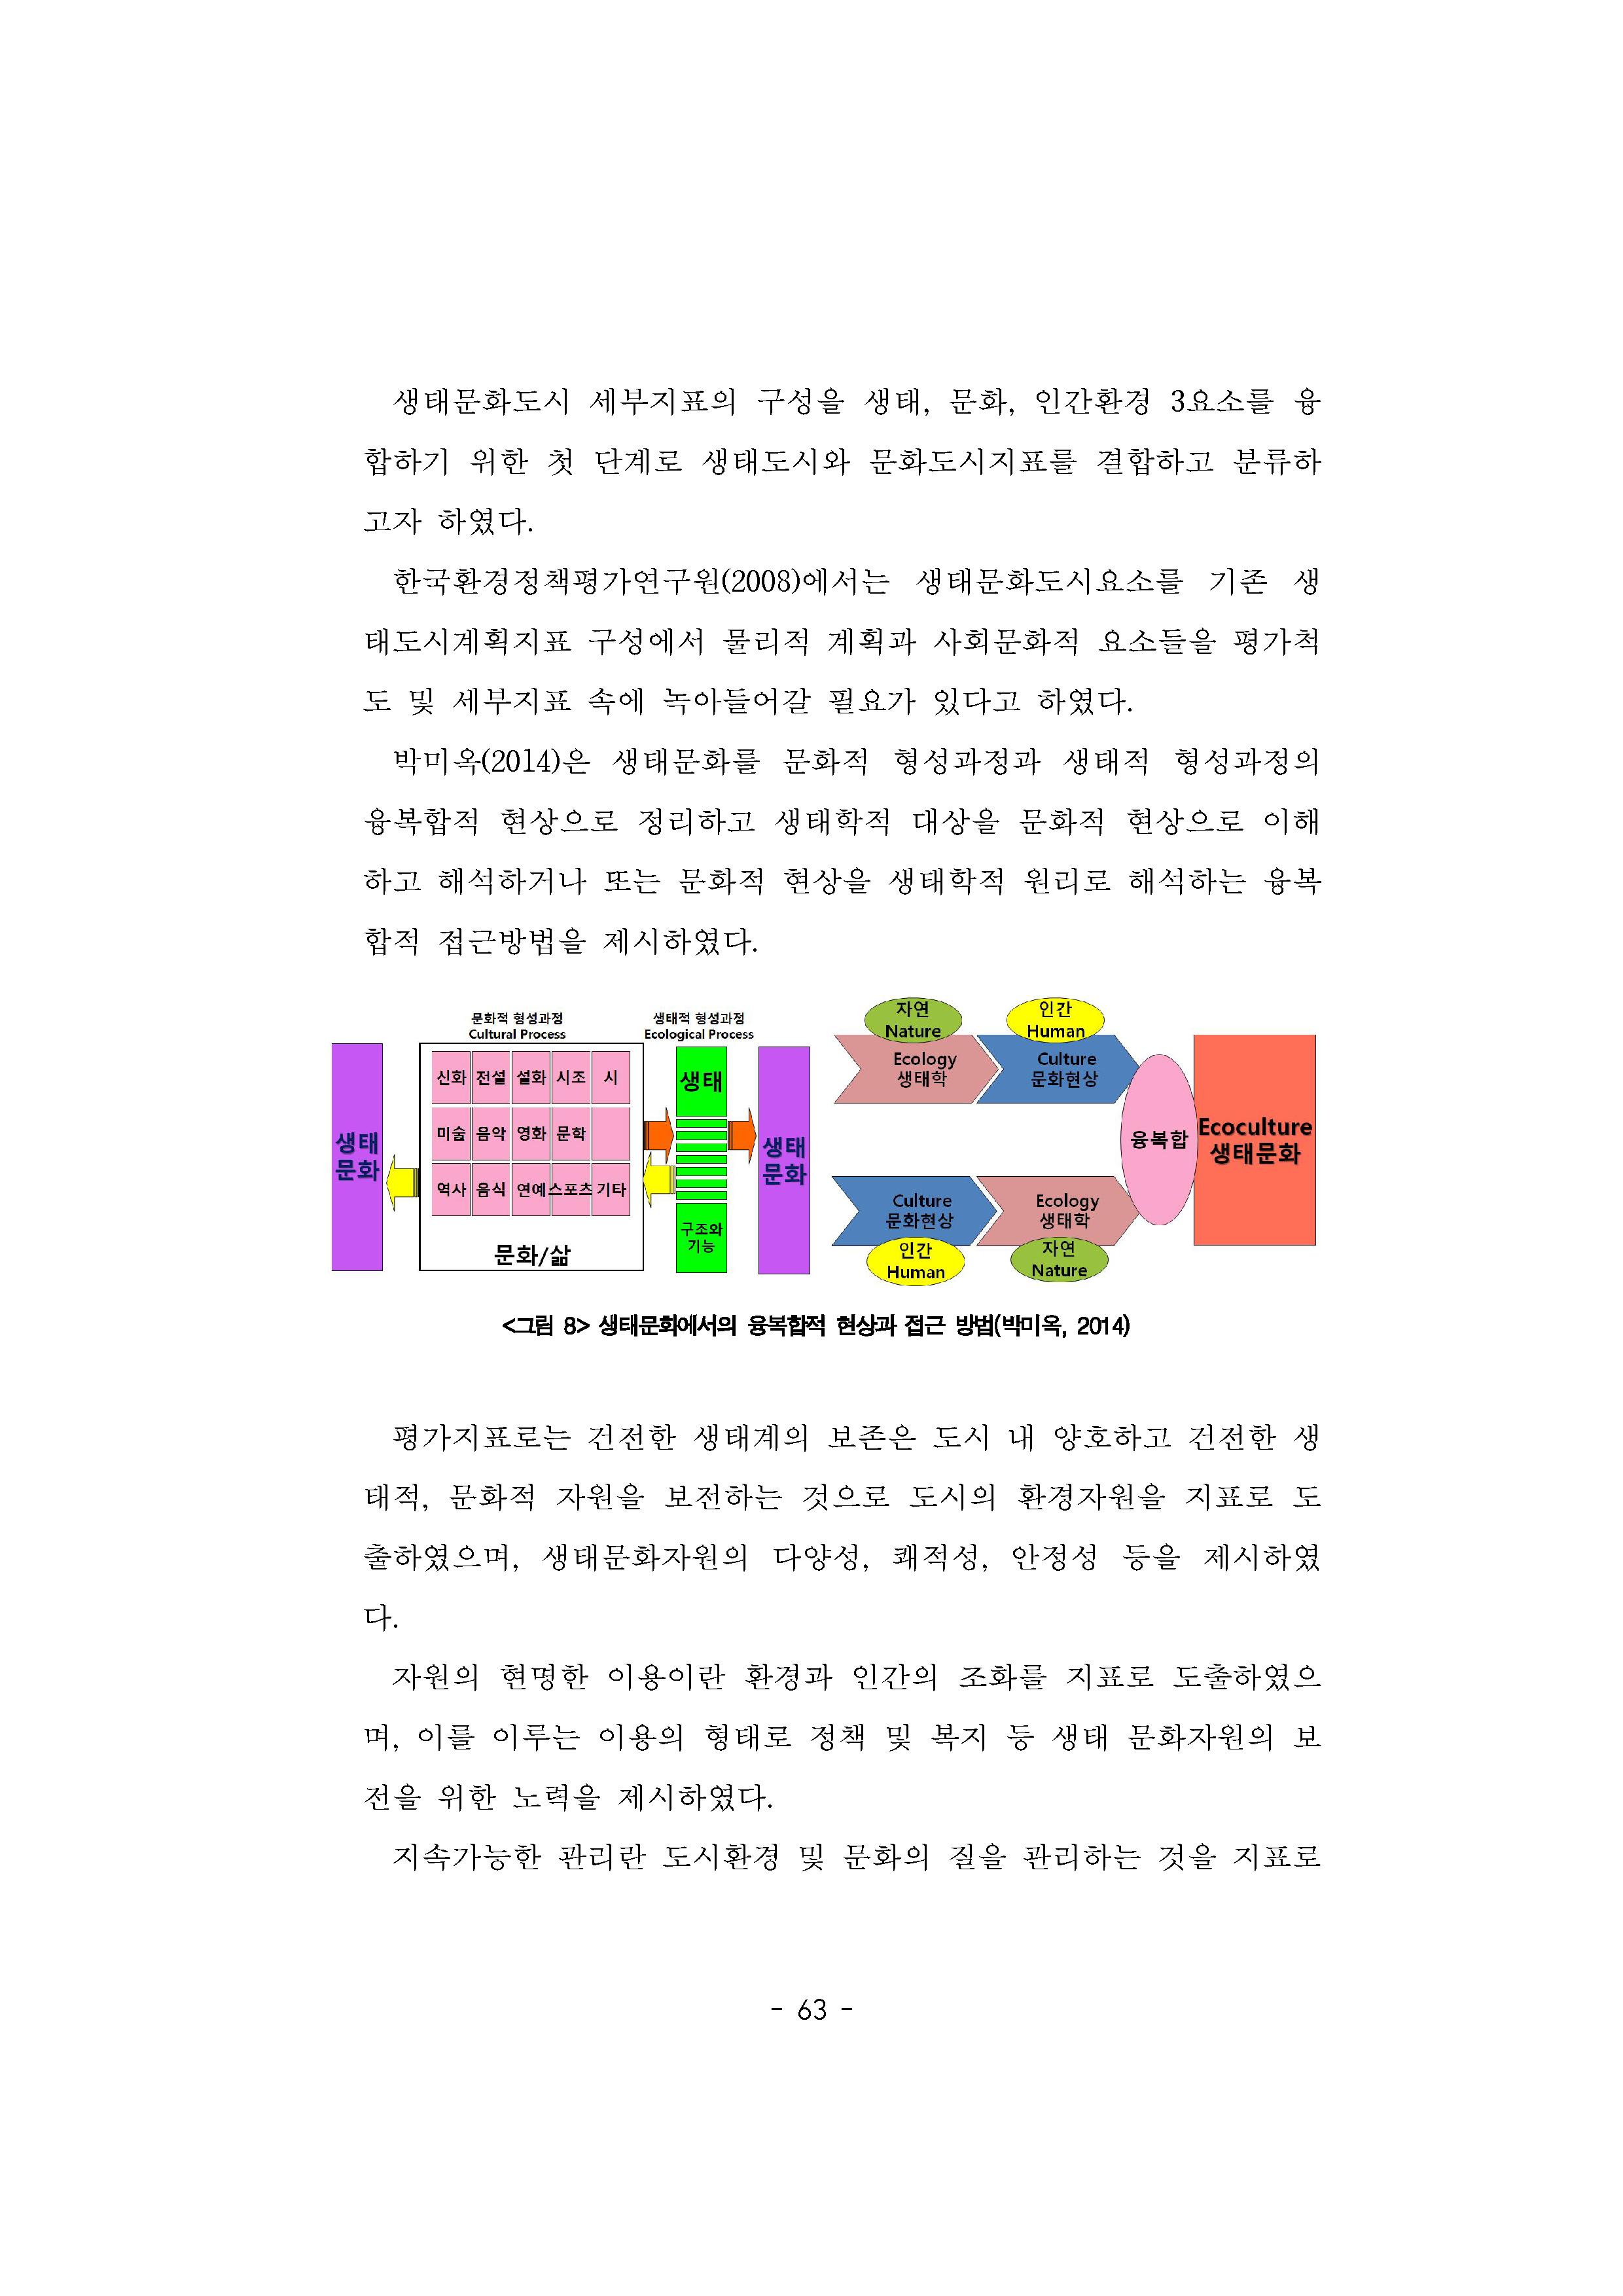 생태문화도시 세부지표의 구성을 생태, 문화, 인간환경 3요소를 융
합하기 위한 첫 단계로 생태도시와 문화도시지표를 결합하고 분류하
고자 하였다.
한국환경정책평가연구원(2008)에서는 생태문화도시요소를 기존 생
태도시계획지표 구성에서 물리적 계획과 사회문화적 요소들을 평가척
도 및 세부지표 속에 녹아들어갈 필요가 있다고 하였다.
박미옥(2014)은 생태문화를 문화적 형성과정과 생태적 형성과정의
융복합적 현상으로 정리하고 생태학적 대상을 문화적 현상으로 이해
하고 해석하거나 또는 문화적 현상을 생태학적 원리로 해석하는 융복
합적 접근방법을 제시하였다.
문화적 형성과정
Cultural Process
생태적 형성과정
Ecological Process
생태
문화
신화 전설 설화 시조 시
미술 음악 영화 문학
역사 음식 연예 스포츠 기타
문화/삶
생태
구조와
기능
생태
문화
자연
Nature
인간
Human
Ecology
생태학
Culture
문화현상
융복합
Ecoculture
생태문화
Culture
문화현상
Ecology
생태학
인간
Human
자연
Nature
<그림 8> 생태문화에서의 융복합적 현상과 접근 방법(박미옥, 2014)
평가지표로는 건전한 생태계의 보존은 도시 내 양호하고 건전한 생
태적, 문화적 자원을 보전하는 것으로 도시의 환경자원을 지표로 도
출하였으며, 생태문화자원의 다양성, 쾌적성, 안정성 등을 제시하였
다.
자원의 현명한 이용이란 환경과 인간의 조화를 지표로 도출하였으
며, 이를 이루는 이용의 형태로 정책 및 복지 등 생태 문화자원의 보
전을 위한 노력을 제시하였다.
지속가능한 관리란 도시환경 및 문화의 질을 관리하는 것을 지표로
- 63 -